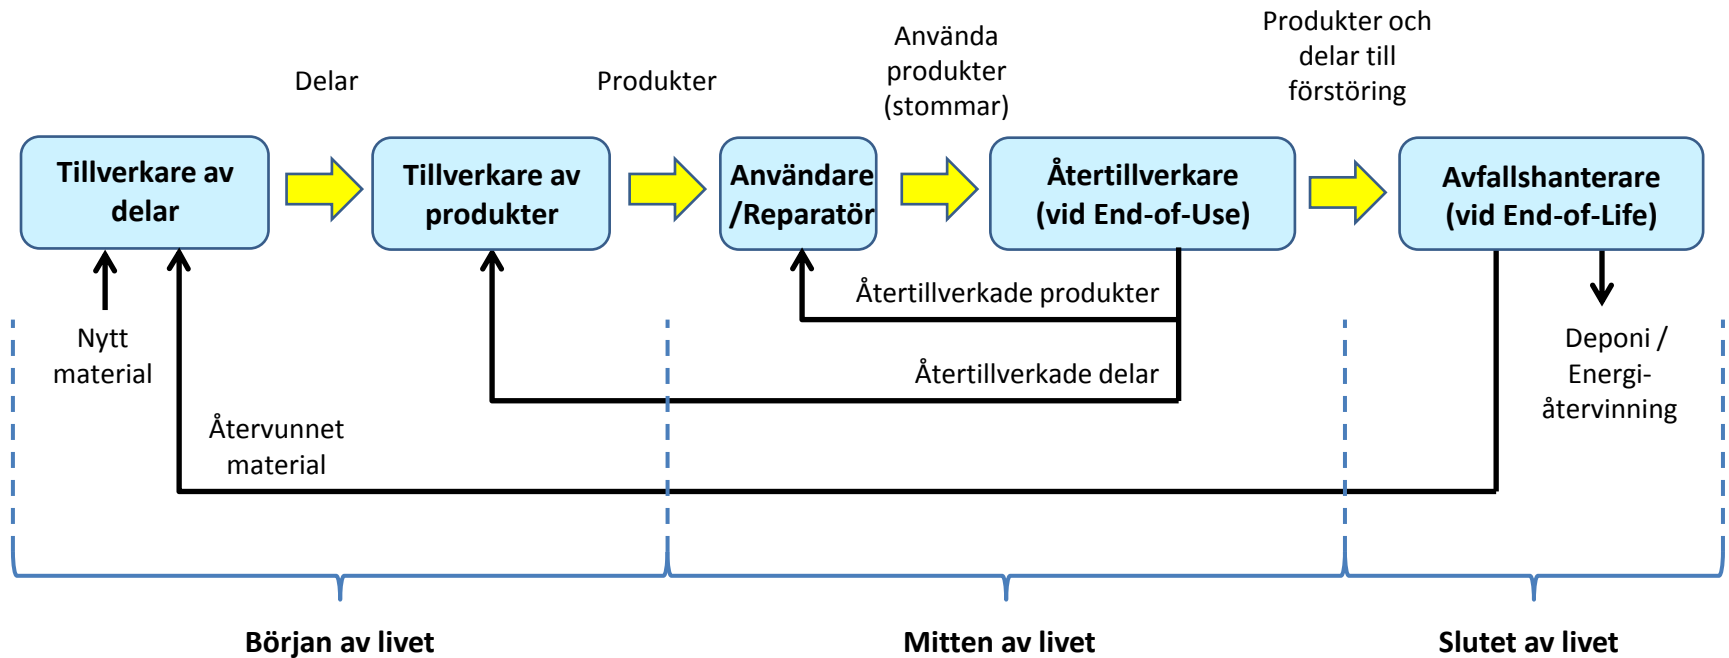 Delar
Produkter
Använda
produkter
(stommar)
Produkter och
delar till
förstöring
Tillverkare av
delar
Tillverkare av
produkter
Användare
/Reparatör
Återtillverkare
(vid End-of-Use)
Avfallshanterare
(vid End-of-Life)
Återtillverkade produkter
Återtillverkade delar
Nytt
material
Återvunnet
material
Deponi /
Energi-
återvinning
Början av livet
Mitten av livet
Slutet av livet